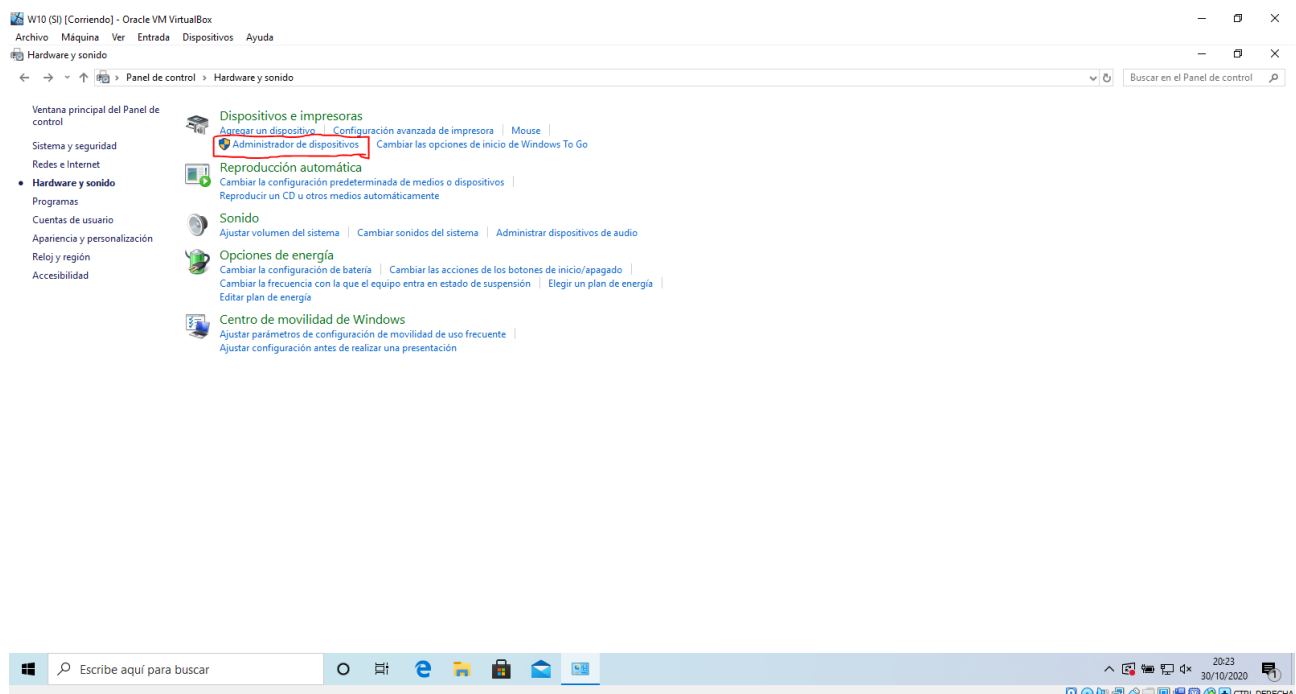 W10 (SI) [Corriendo] - Oracle VM VirtualBox
Archivo Máquina Ver Entrada Dispositivos Ayuda
Hardware y sonido
Panel de control > Hardware y sonido
Buscar en el Panel de control
Ventana principal del Panel de
control
Sistema y seguridad
Redes e Internet
Hardware y sonido
Programas
Cuentas de usuario
Apariencia y personalización
Reloj y región
Accesibilidad
Dispositivos e impresoras
Agregar un dispositivo | Configuración avanzada de impresora | Mouse |
Administrador de dispositivos Cambiar las opciones de inicio de Windows To Go
Reproducción automática
Cambiar la configuración predeterminada de medios o dispositivos |
Reproducir un CD u otros medios automáticamente
Sonido
Ajustar volumen del sistema | Cambiar sonidos del sistema | Administrar dispositivos de audio
Opciones de energía
Cambiar la configuración de batería | Cambiar las acciones de los botones de inicio/apagado |
Cambiar la frecuencia con la que el equipo entra en estado de suspensión | Elegir un plan de energía |
Editar plan de energía
Centro de movilidad de Windows
Ajustar parámetros de configuración de movilidad de uso frecuente |
Ajustar configuración antes de realizar una presentación
Escribe aquí para buscar
20:23
30/10/2020
1
CTRL DERECHA